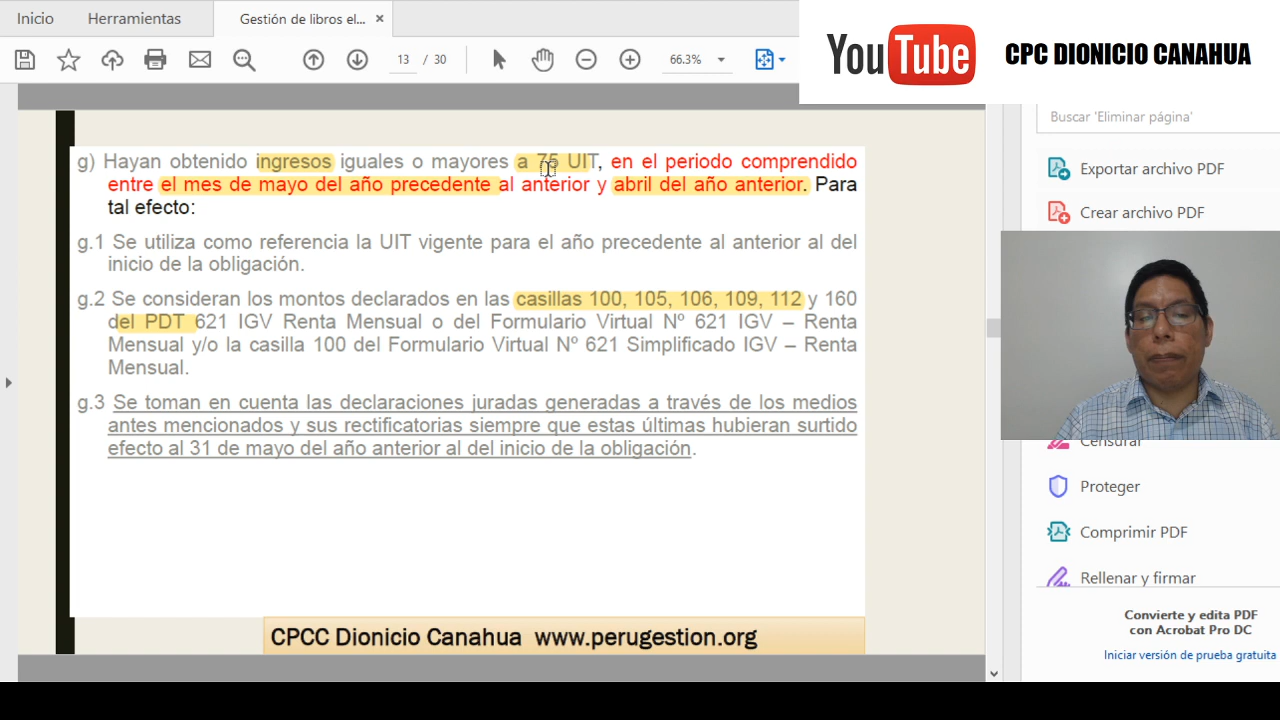 Inicio
Herramientas
Gestión de libros el... ×
YouTube
CPC DIONICIO CANAHUA
13 / 30
66.3%
Buscar 'Eliminar página'
Exportar archivo PDF
Crear archivo PDF
g) Hayan obtenido ingresos iguales o mayores a 75 UIT, en el periodo comprendido
entre el mes de mayo del año precedente al anterior y abril del año anterior. Para
tal efecto:
g.1 Se utiliza como referencia la UIT vigente para el año precedente al anterior al del
inicio de la obligación.
g.2 Se consideran los montos declarados en las casillas 100, 105, 106, 109, 112 y 160
del PDT 621 IGV Renta Mensual o del Formulario Virtual Nº 621 IGV – Renta
Mensual y/o la casilla 100 del Formulario Virtual Nº 621 Simplificado IGV – Renta
Mensual.
g.3 Se toman en cuenta las declaraciones juradas generadas a través de los medios
antes mencionados y sus rectificatorias siempre que estas últimas hubieran surtido
efecto al 31 de mayo del año anterior al del inicio de la obligación.
Censurar
Proteger
Comprimir PDF
Rellenar y firmar
Convierte y edita PDF
con Acrobat Pro DC
Iniciar versión de prueba gratuita
CPCC Dionicio Canahua www.perugestion.org